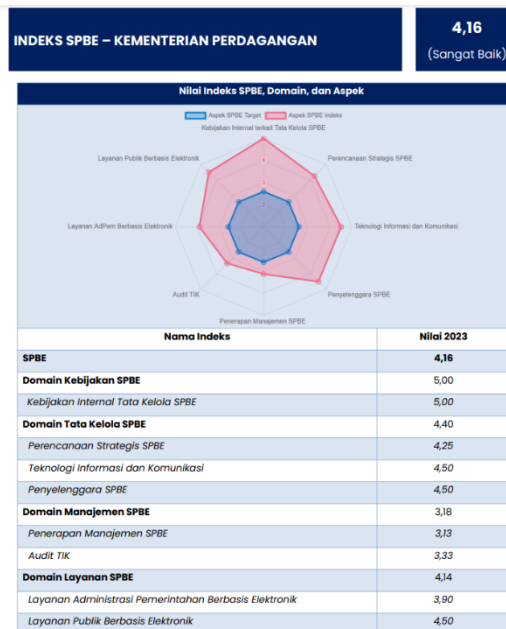 INDEKS SPBE – KEMENTERIAN PERDAGANGAN
4,16
(Sangat Baik)
Nilai Indeks SPBE, Domain, dan Aspek
Aspek SPBE Target
Aspek SPBE Indeks
Kebijakan Internal terkait Tata Kelola SPBE
Layanan Publik Berbasis Elektronik
Perencanaan Strategis SPBE
Layanan AdPem Berbasis Elektronik
Teknologi Informasi dan Komunikasi
Audit TIK
Penyelenggara SPBE
Penerapan Manajemen SPBE
Nama Indeks Nilai 2023
SPBE 4,16
Domain Kebijakan SPBE 5,00
Kebijakan Internal Tata Kelola SPBE 5,00
Domain Tata Kelola SPBE 4,40
Perencanaan Strategis SPBE 4,25
Teknologi Informasi dan Komunikasi 4,50
Penyelenggara SPBE 4,50
Domain Manajemen SPBE 3,18
Penerapan Manajemen SPBE 3,13
Audit TIK 3,33
Domain Layanan SPBE 4,14
Layanan Administrasi Pemerintahan Berbasis Elektronik 3,90
Layanan Publik Berbasis Elektronik 4,50